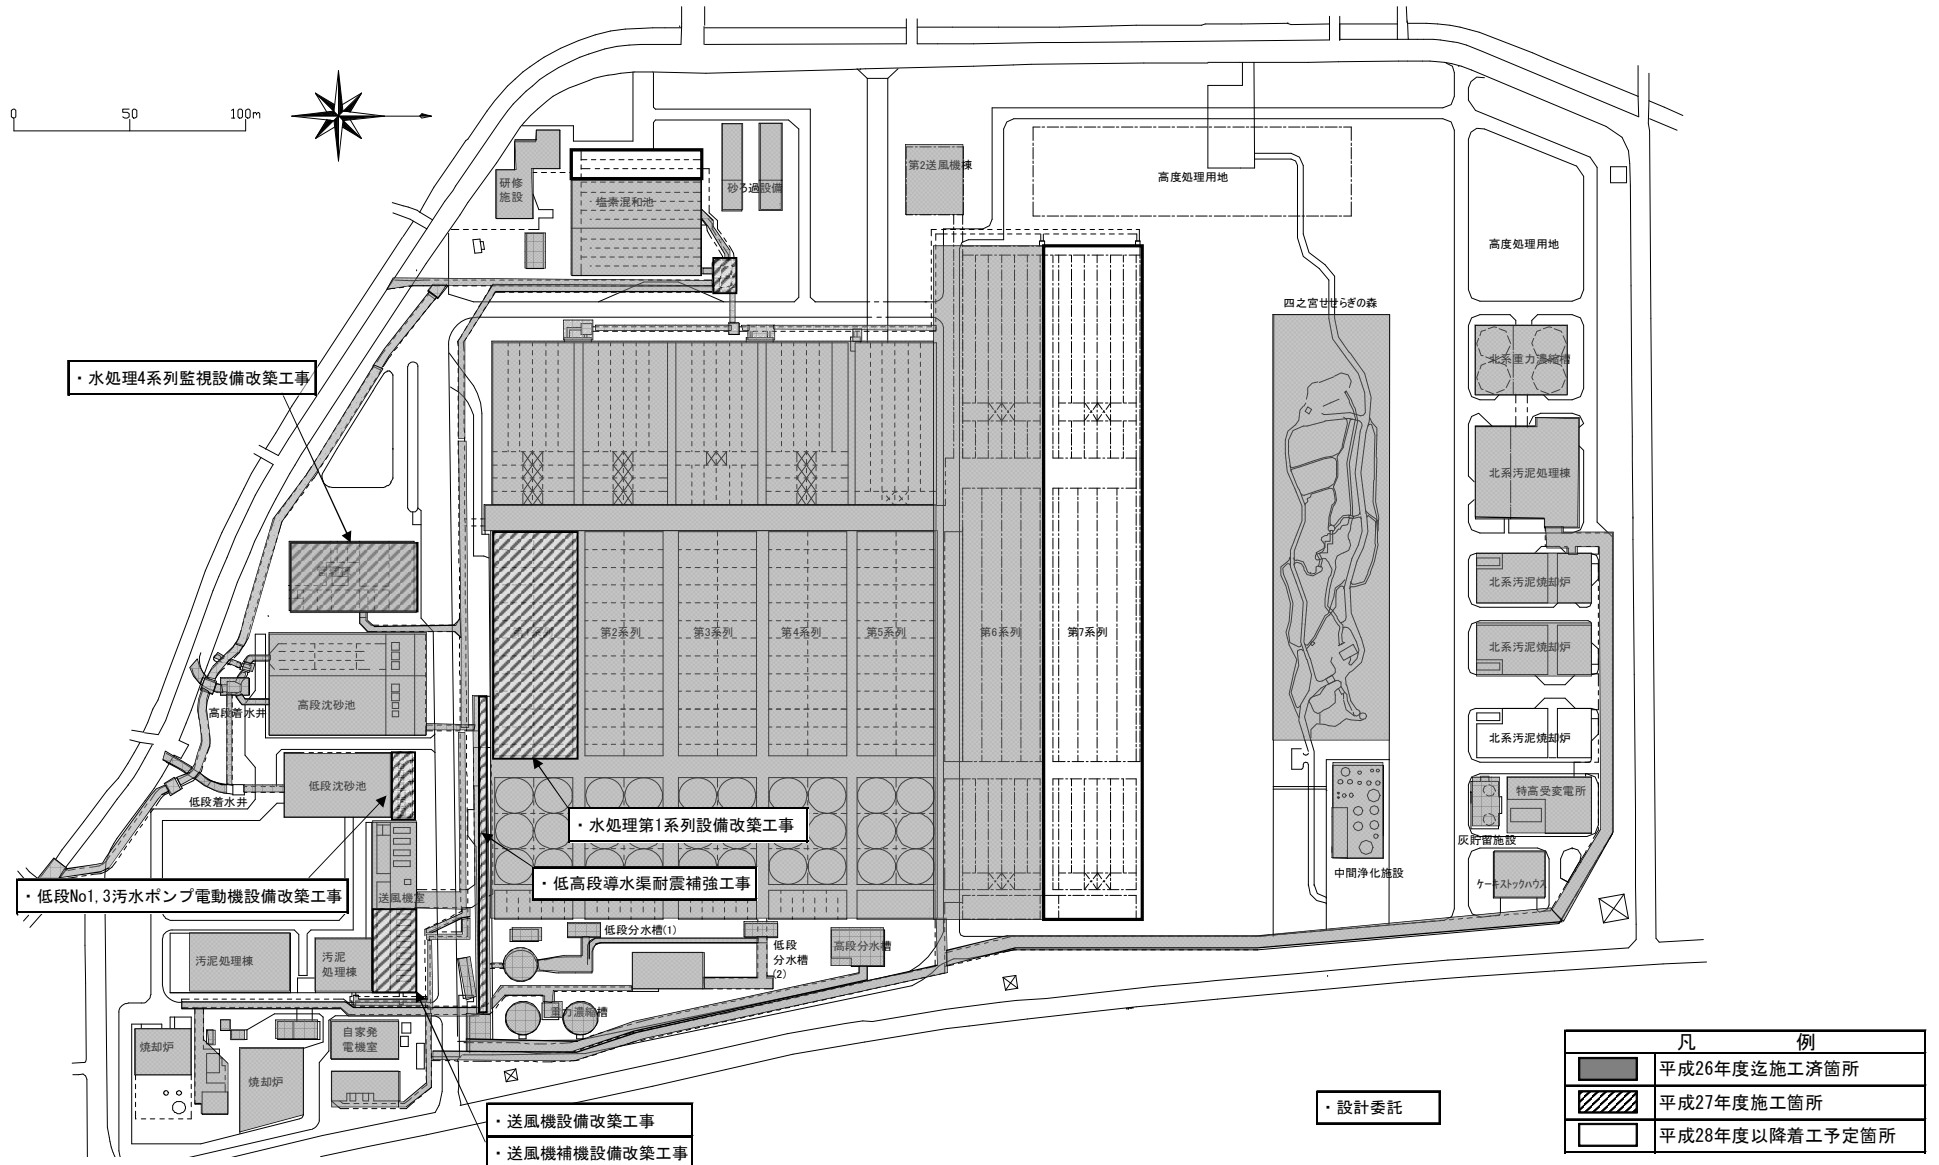 0 50 100m
研修
施設
塩素混和池
砂ろ過設備
第2送風機棟
高度処理用地
高度処理用地
四之宮せせらぎの森
北系重力濃縮槽
・水処理4系列監視設備改築工事
北系汚泥処理棟
北系汚泥焼却炉
第2系列
第3系列
第4系列
第5系列
第6系列
第7系列
北系汚泥焼却炉
高段着水井
高段沈砂池
北系汚泥焼却炉
低段着水井
低段沈砂池
特高受変電所
灰貯留施設
・水処理第1系列設備改築工事
中間浄化施設
ケーキストックハウス
・低高段導水渠耐震補強工事
・低段No1,3汚水ポンプ電動機設備改築工事
送風機室
低段分水槽(1)
低段
分水槽
(2)
高段分水槽
汚泥処理棟
汚泥
処理棟
重力濃縮槽
自家発
電機室
焼却炉
焼却炉
・送風機設備改築工事
・送風機補機設備改築工事
・設計委託
凡 例
平成26年度迄施工済箇所
平成27年度施工箇所
平成28年度以降着工予定箇所